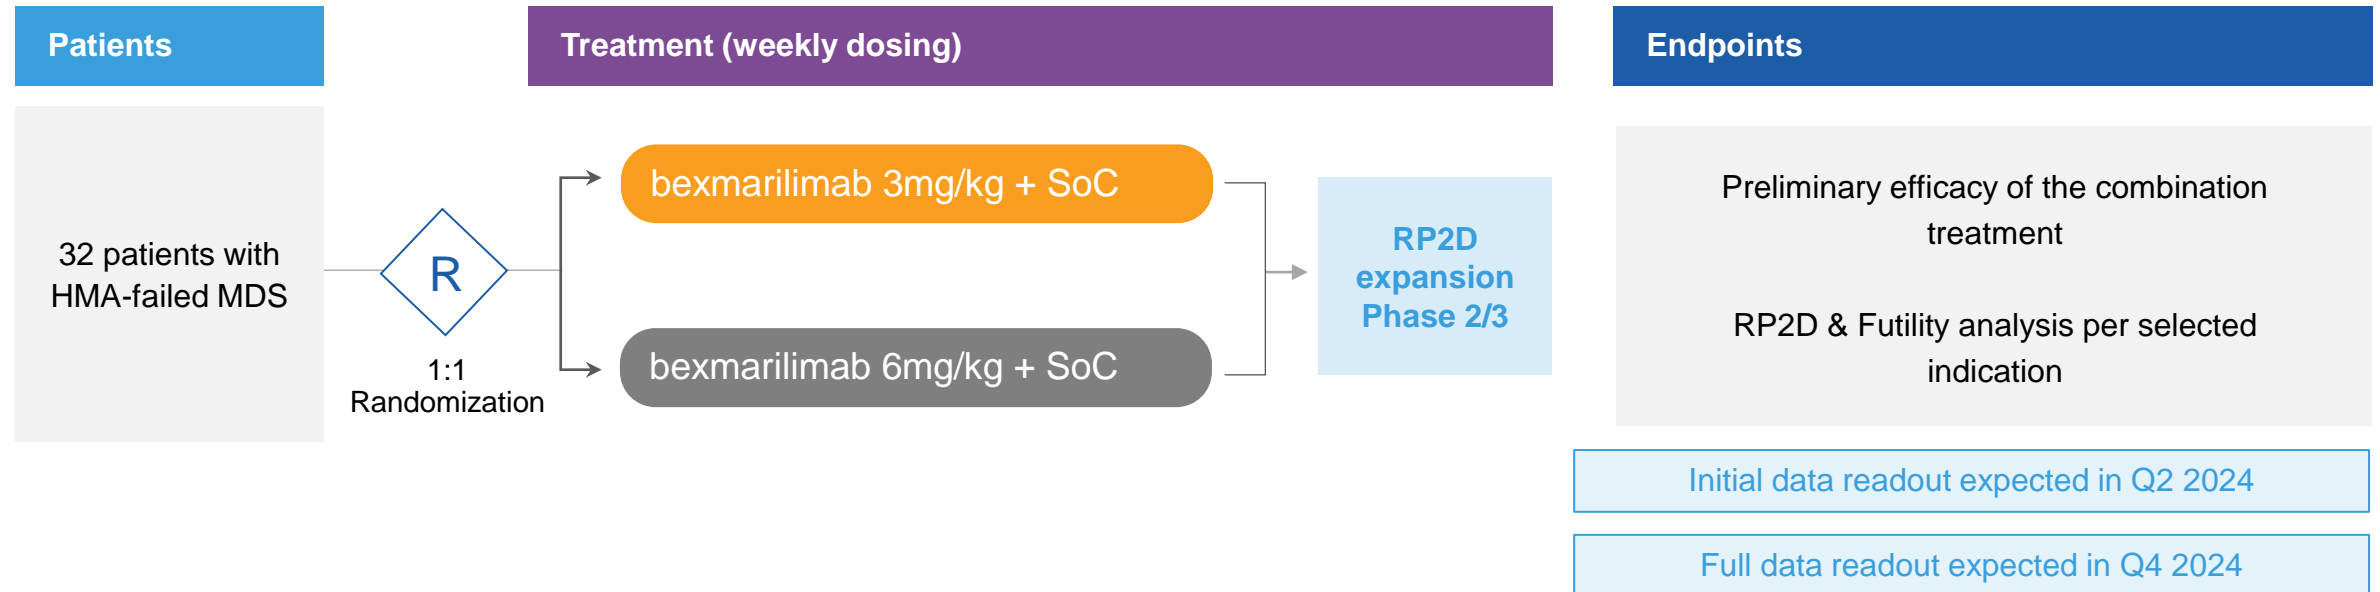 Patients
Treatment (weekly dosing)
Endpoints
32 patients with
HMA-failed MDS
R
1:1
Randomization
bexmarilimab 3mg/kg + SoC
bexmarilimab 6mg/kg + SoC
RP2D
expansion
Phase 2/3
Preliminary efficacy of the combination
treatment
RP2D & Futility analysis per selected
indication
Initial data readout expected in Q2 2024
Full data readout expected in Q4 2024